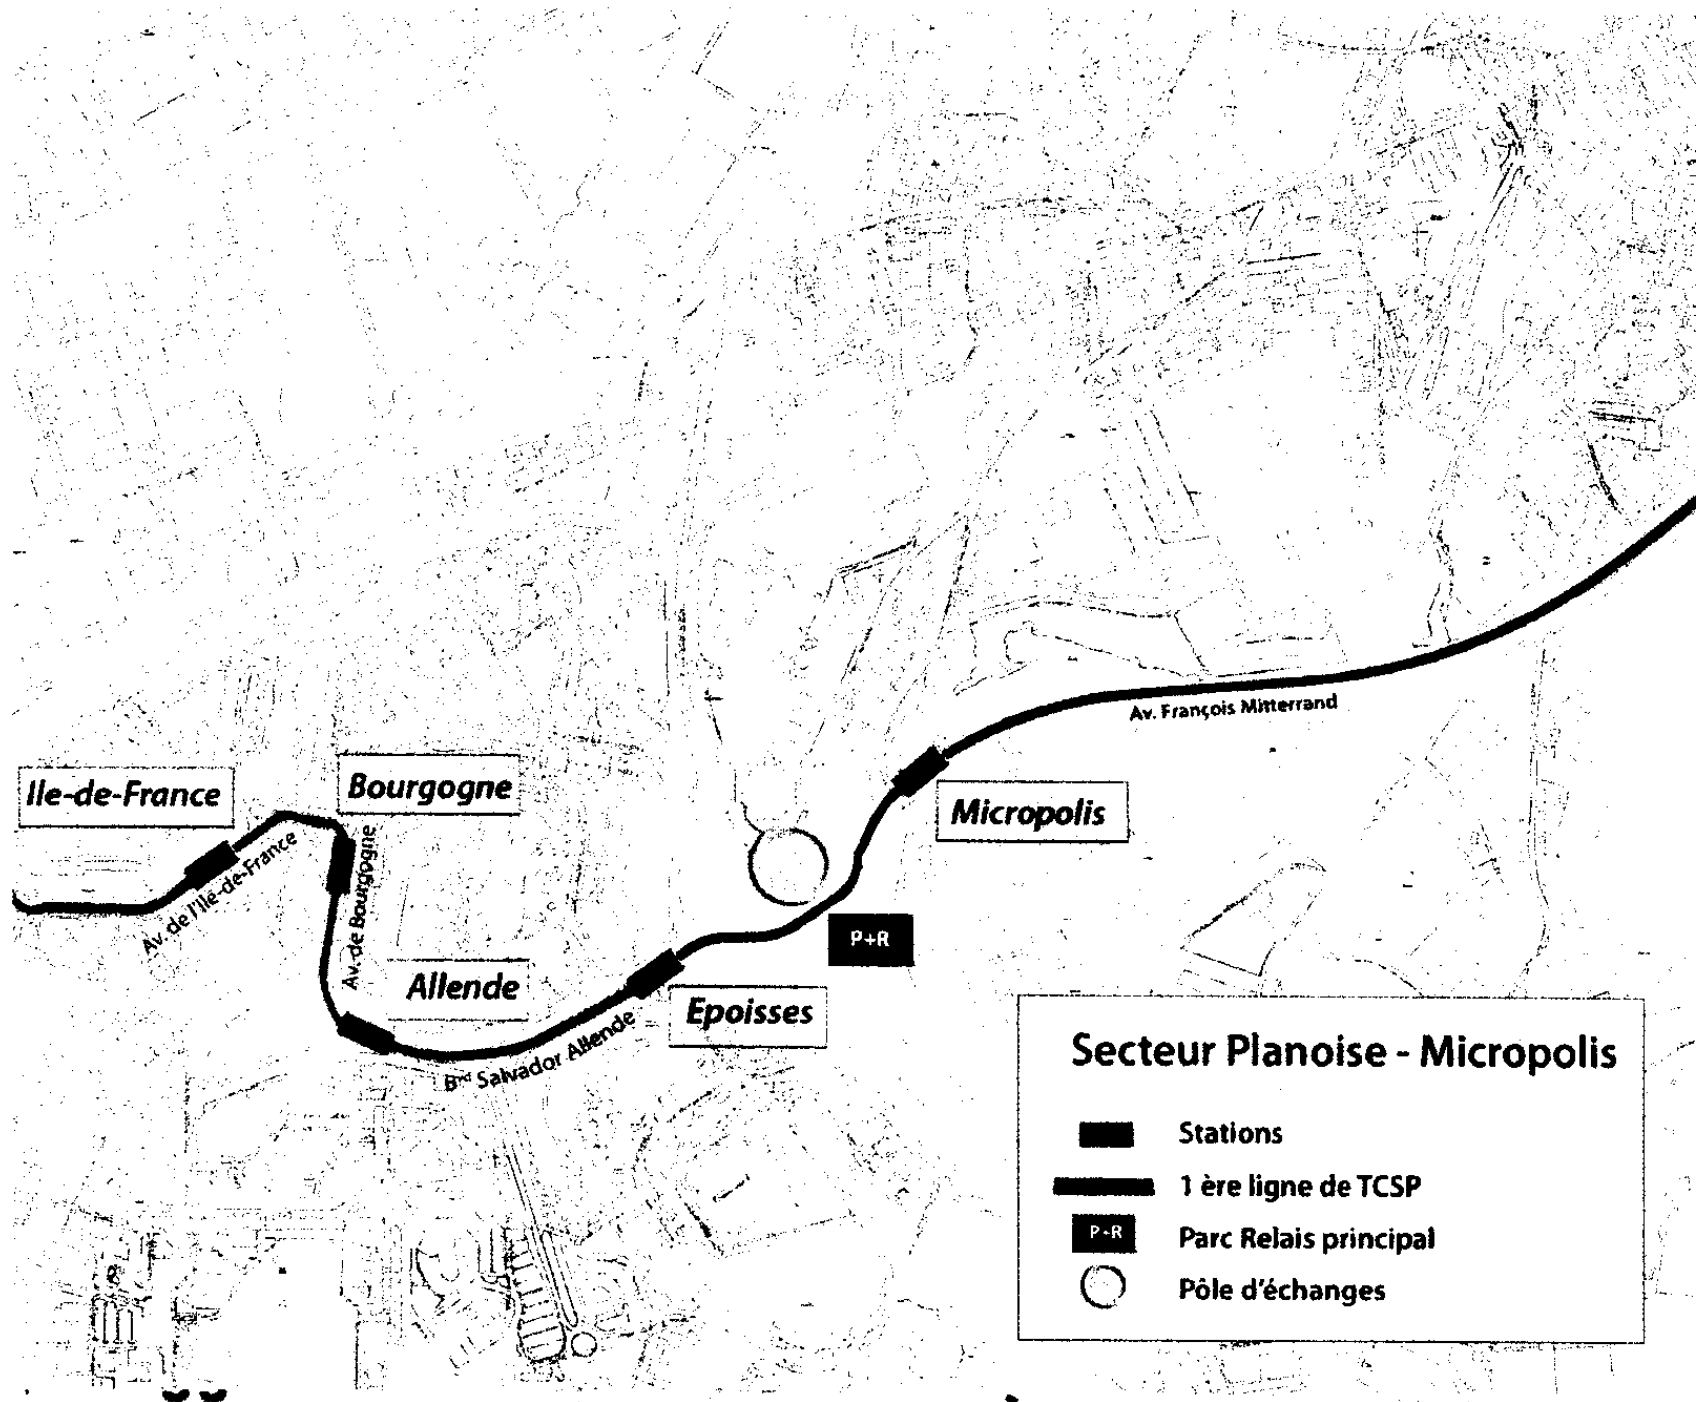 Av. François Mitterrand
Ile-de-France
Bourgogne
Micropolis
Av. de l'Ile-de-France
Av. de Bourgogne
P+R
Allende
Epoisses
Bvd Salvador Allende
Secteur Planoise - Micropolis
Stations
1 ère ligne de TCSP
P+R
Parc Relais principal
Pôle d'échanges